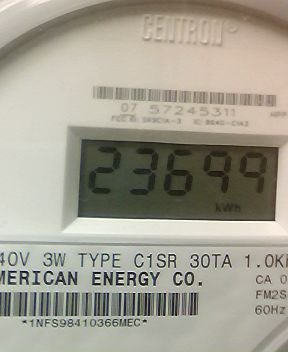 CENTRON
07 57245311
23699
kWh
40V 3W TYPE C1SR 30TA 1.0K
MERICAN ENERGY CO.
CA 0
FM2S
60Hz
*1NFS98410366MEC*